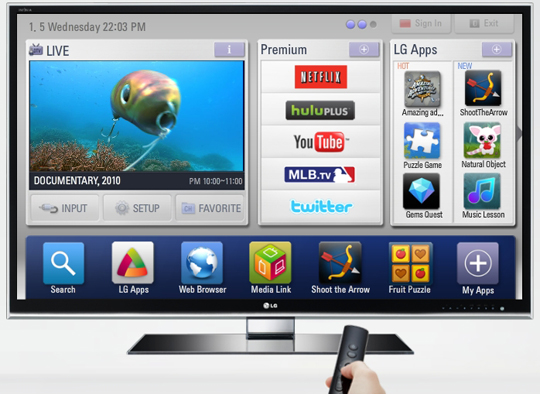 1, 5 Wednesday 22:03 PM
Sign In
Exit
LIVE
i
DOCUMENTARY, 2010
PM 10:00~11:00
INPUT
SETUP
CH
FAVORITE
Premium
NETFLIX
huluPLUS
YouTube
MLB.TV
twitter
LG Apps
HOT
NEW
Amazing ad...
ShootTheArrow
Puzzle Game
Natural Object
Gems Quest
Music Lesson
Search
LG Apps
Web Browser
Media Link
Shoot the Arrow
Fruit Puzzle
My Apps
LG